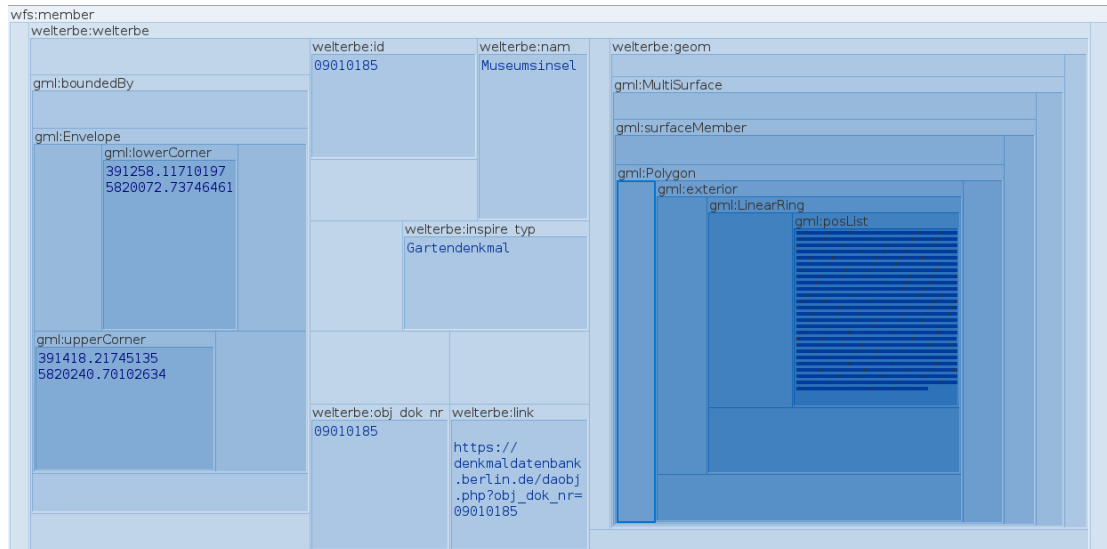 wfs:member
welterbe:welterbe
gml:boundedBy
gml:Envelope
gml:lowerCorner
391258.11710197
5820072.73746461
gml:upperCorner
391418.21745135
5820240.70102634
welterbe:id
09010185
welterbe:nam
Museumsinsel
welterbe:inspire_typ
Gartendenkmal
welterbe:obj_dok_nr
09010185
welterbe:link
https://
denkmaldatenbank
.berlin.de/daobj
.php?obj_dok_nr=
09010185
welterbe:geom
gml:MultiSurface
gml:surfaceMember
gml:Polygon
gml:exterior
gml:LinearRing
gml:posList